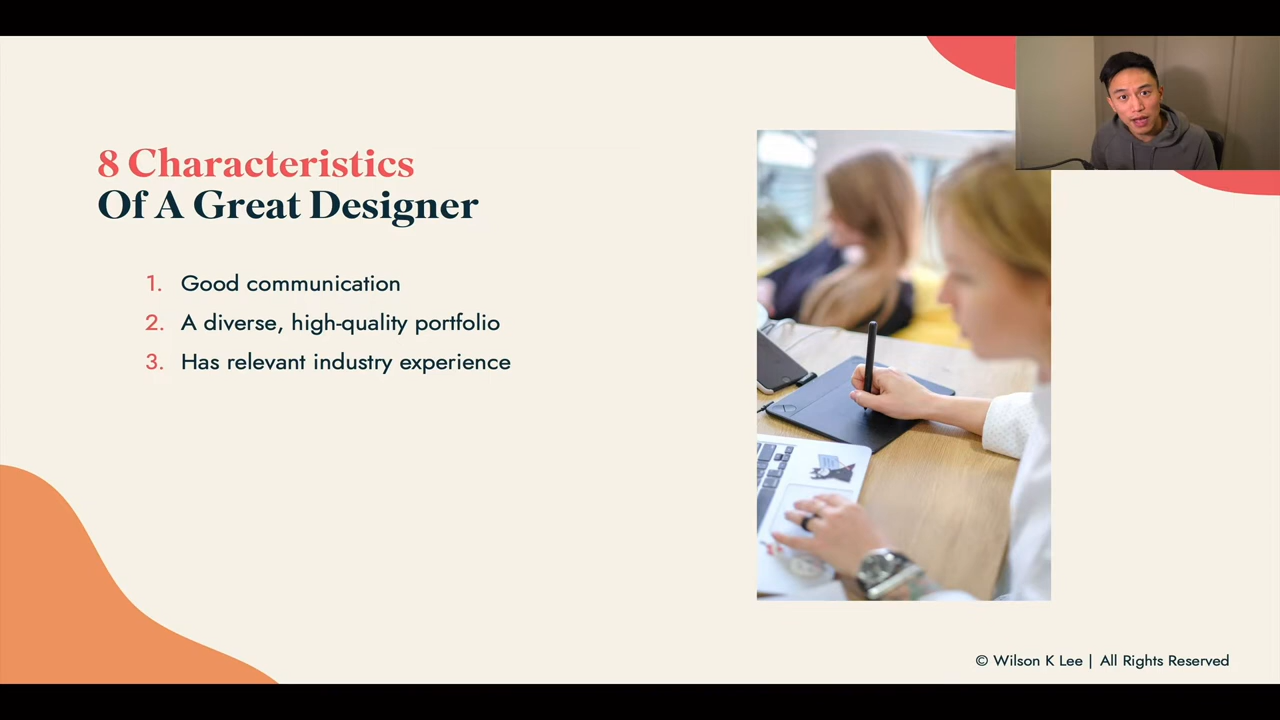 8 Characteristics
Of A Great Designer
1. Good communication
2. A diverse, high-quality portfolio
3. Has relevant industry experience
© Wilson K Lee | All Rights Reserved